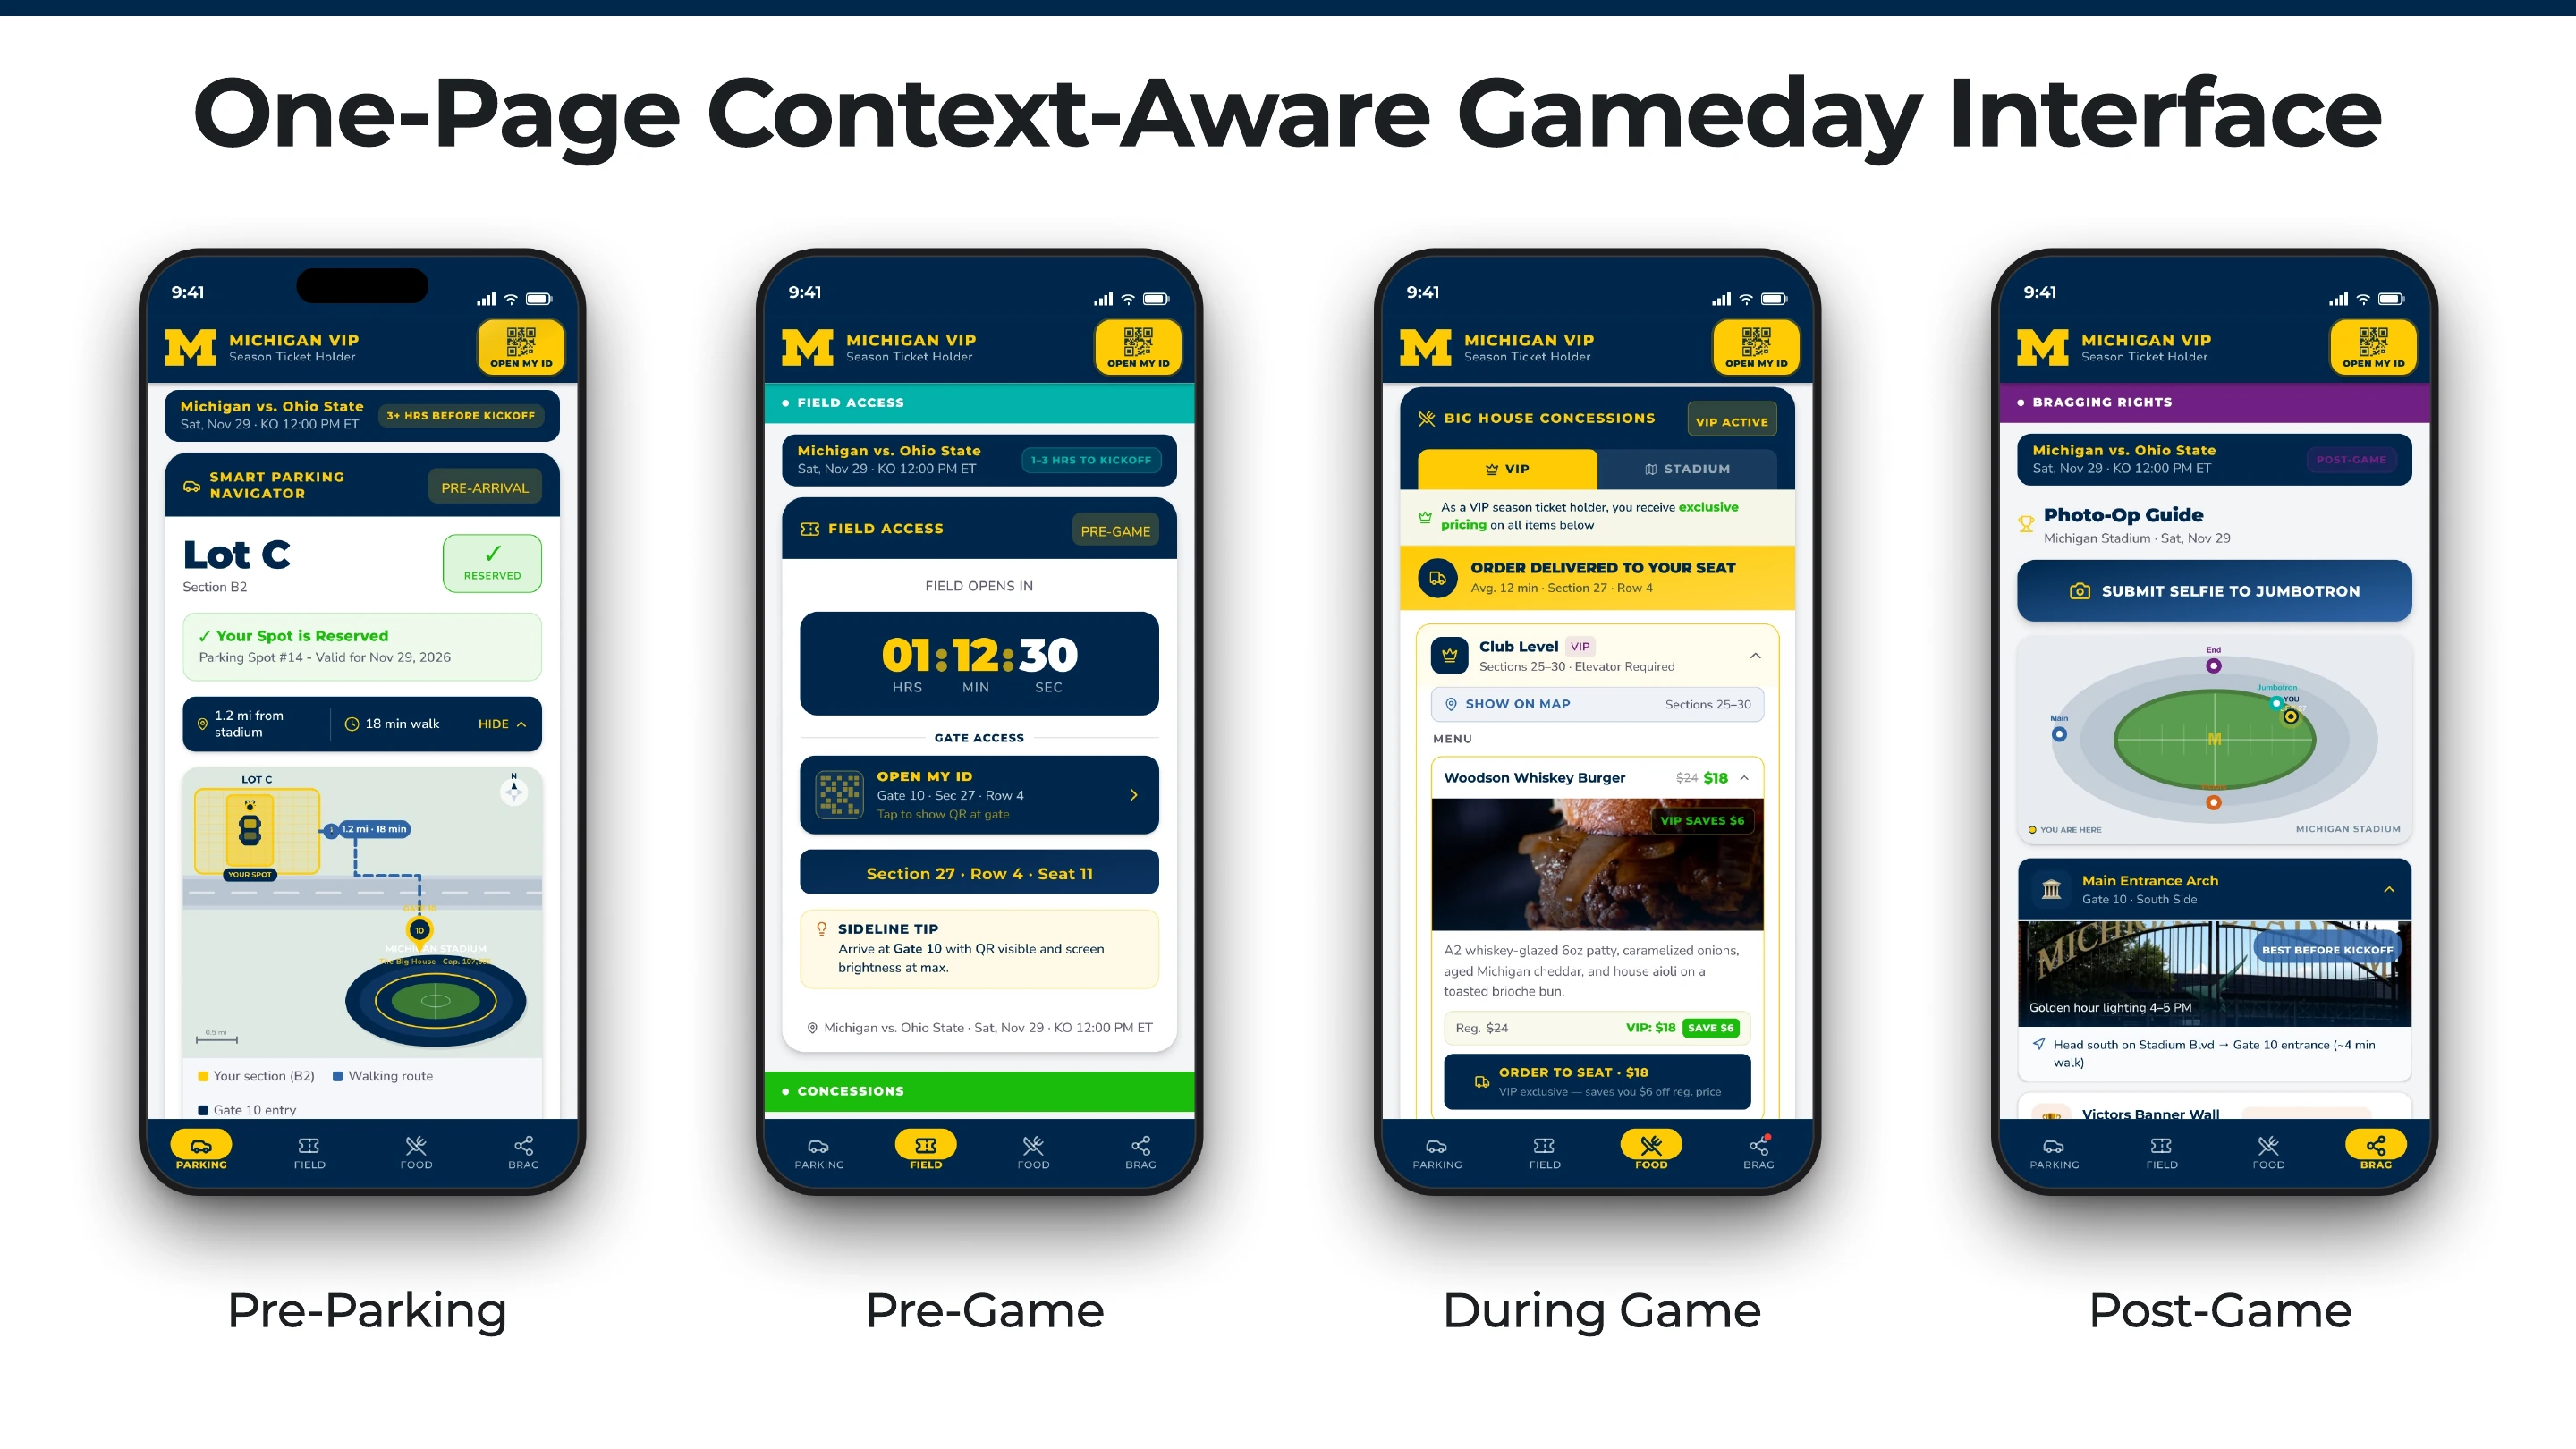 One-Page Context-Aware Gameday Interface
9:41
MICHIGAN VIP
Season Ticket Holder
OPEN MY ID
Michigan vs. Ohio State
Sat, Nov 29 · KO 12:00 PM ET
3+ HRS BEFORE KICKOFF
SMART PARKING
NAVIGATOR
PRE-ARRIVAL
Lot C
Section B2
✓
RESERVED
✓ Your Spot is Reserved
Parking Spot #14 - Valid for Nov 29, 2026
1.2 mi from
stadium
18 min walk
HIDE
LOT C
N
1.2 mi · 18 min
YOUR SPOT
10
MICHIGAN STADIUM
The Big House · Cap.
0.5 mi
Your section (B2)
Walking route
Gate 10 entry
PARKING
FIELD
FOOD
BRAG
Pre-Parking
9:41
MICHIGAN VIP
Season Ticket Holder
OPEN MY ID
FIELD ACCESS
Michigan vs. Ohio State
Sat, Nov 29 · KO 12:00 PM ET
1-3 HRS TO KICKOFF
FIELD ACCESS
PRE-GAME
FIELD OPENS IN
01:12:30
HRS
MIN
SEC
GATE ACCESS
OPEN MY ID
Gate 10 · Sec 27 · Row 4
Tap to show QR at gate
Section 27 · Row 4 · Seat 11
SIDELINE TIP
Arrive at Gate 10 with QR visible and screen
brightness at max.
Michigan vs. Ohio State · Sat, Nov 29 · KO 12:00 PM ET
CONCESSIONS
PARKING
FIELD
FOOD
BRAG
Pre-Game
9:41
MICHIGAN VIP
Season Ticket Holder
OPEN MY ID
BIG HOUSE CONCESSIONS
VIP ACTIVE
VIP
STADIUM
As a VIP season ticket holder, you receive exclusive
pricing on all items below
ORDER DELIVERED TO YOUR SEAT
Avg. 12 min · Section 27 · Row 4
Club Level
VIP
Sections 25–30 · Elevator Required
SHOW ON MAP
Sections 25–30
MENU
Woodson Whiskey Burger
$24 $18
VIP SAVES $6
A2 whiskey-glazed 6oz patty, caramelized onions,
aged Michigan cheddar, and house aioli on a
toasted brioche bun.
Reg. $24
VIP: $18
SAVE $6
ORDER TO SEAT · $18
VIP exclusive — saves you $6 off reg. price
PARKING
FIELD
FOOD
BRAG
During Game
9:41
MICHIGAN VIP
Season Ticket Holder
OPEN MY ID
BRAGGING RIGHTS
Michigan vs. Ohio State
Sat, Nov 29 · KO 12:00 PM ET
POST-GAME
Photo-Op Guide
Michigan Stadium · Sat, Nov 29
SUBMIT SELFIE TO JUMBOTRON
End
Jumbotron
YOU
Main
M
YOU ARE HERE
MICHIGAN STADIUM
Main Entrance Arch
Gate 10 · South Side
BEST BEFORE KICKOFF
Golden hour lighting 4–5 PM
Head south on Stadium Blvd → Gate 10 entrance (~4 min
walk)
Victors Banner Wall
PARKING
FIELD
FOOD
BRAG
Post-Game